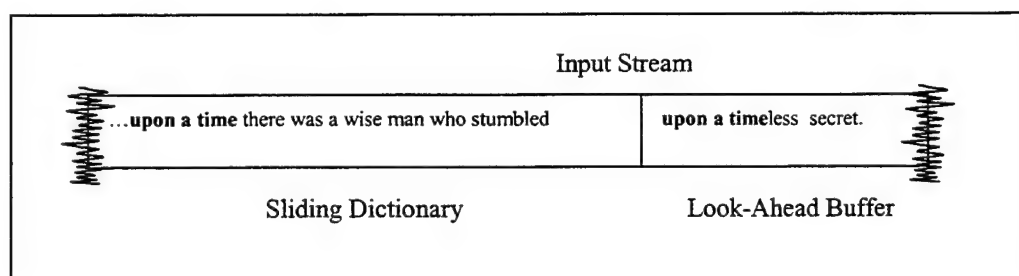 Input Stream
...upon a time there was a wise man who stumbled
upon a timeless secret.
Sliding Dictionary
Look-Ahead Buffer